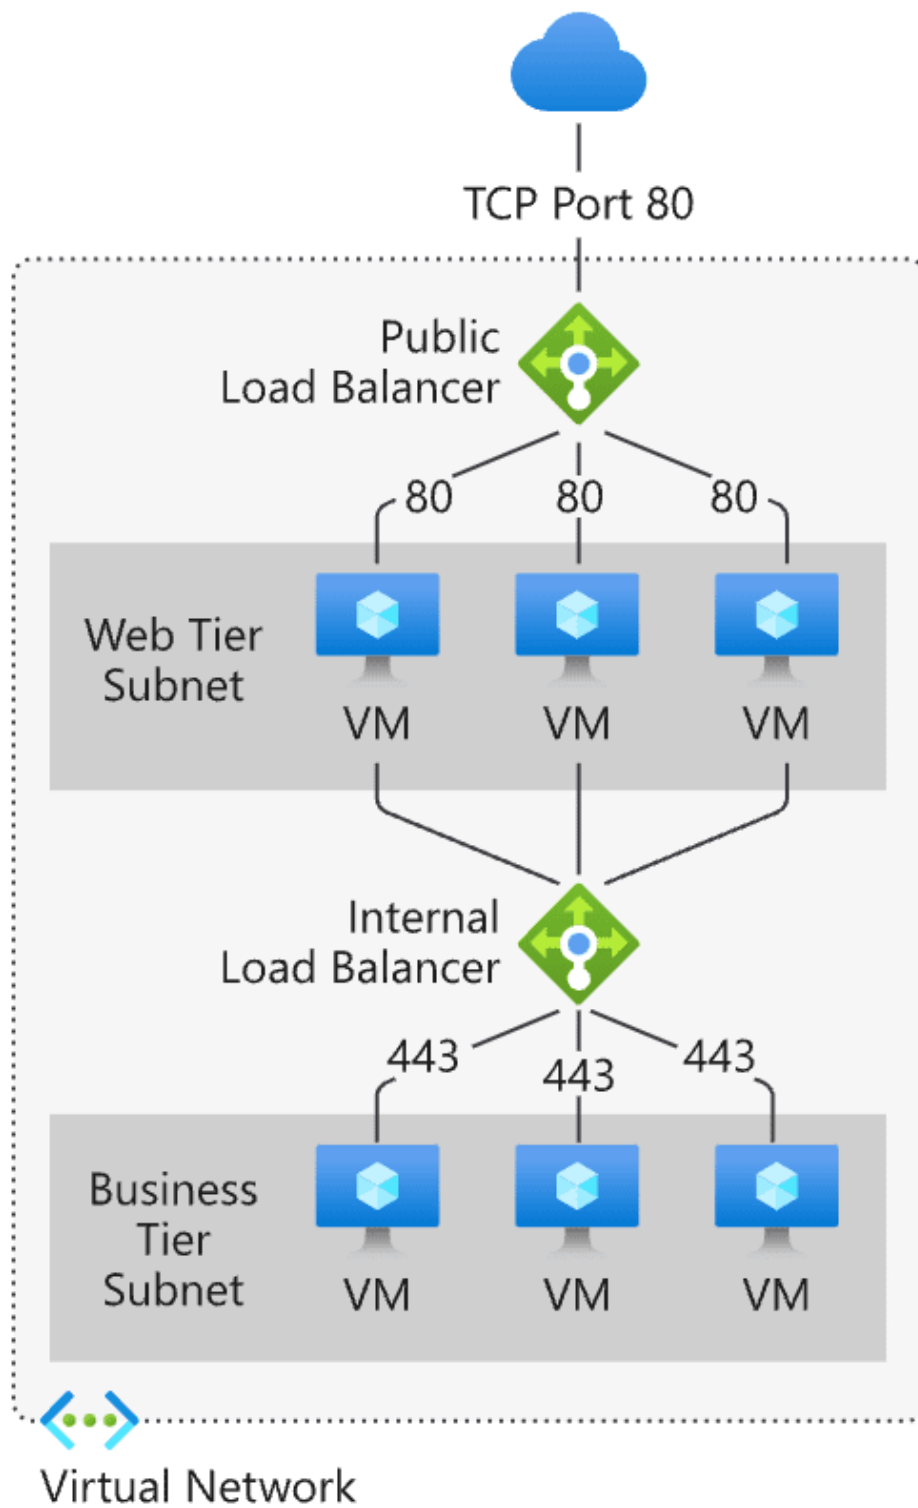 TCP Port 80
Public
Load Balancer
80 80 80
Web Tier
Subnet
VM VM VM
Internal
Load Balancer
443 443 443
Business
Tier
Subnet
VM VM VM
Virtual Network